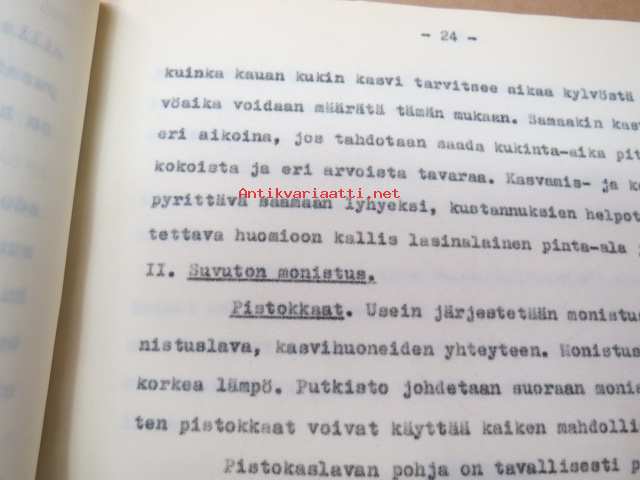 - 24 -
kuinka kauan kukin kasvi tarvitsee aikaa kylvöstä
vöaika voidaan määrätä tämän mukaan. Samaakin kas
eri aikoina, jos tahdotaan saada kukinta-aika pit
kokoista ja eri arvoista tavaraa. Kasvamis- ja k
Antikvariaatti.net
pyrittävä saamaan lyhyeksi, kustannuksien helpot
tettava huomioon kallis lasinalainen pinta-ala
II. Suvuton monistus.
Pistokkaat. Usein järjestetään monistus
nistuslava, kasvihuoneiden yhteyteen. Monistus
korkea lämpö. Putkisto johdetaan suoraan monis
ten pistokkaat voivat käyttää kaiken mahdolli
Pistokaslavan pohja on tavallisesti p